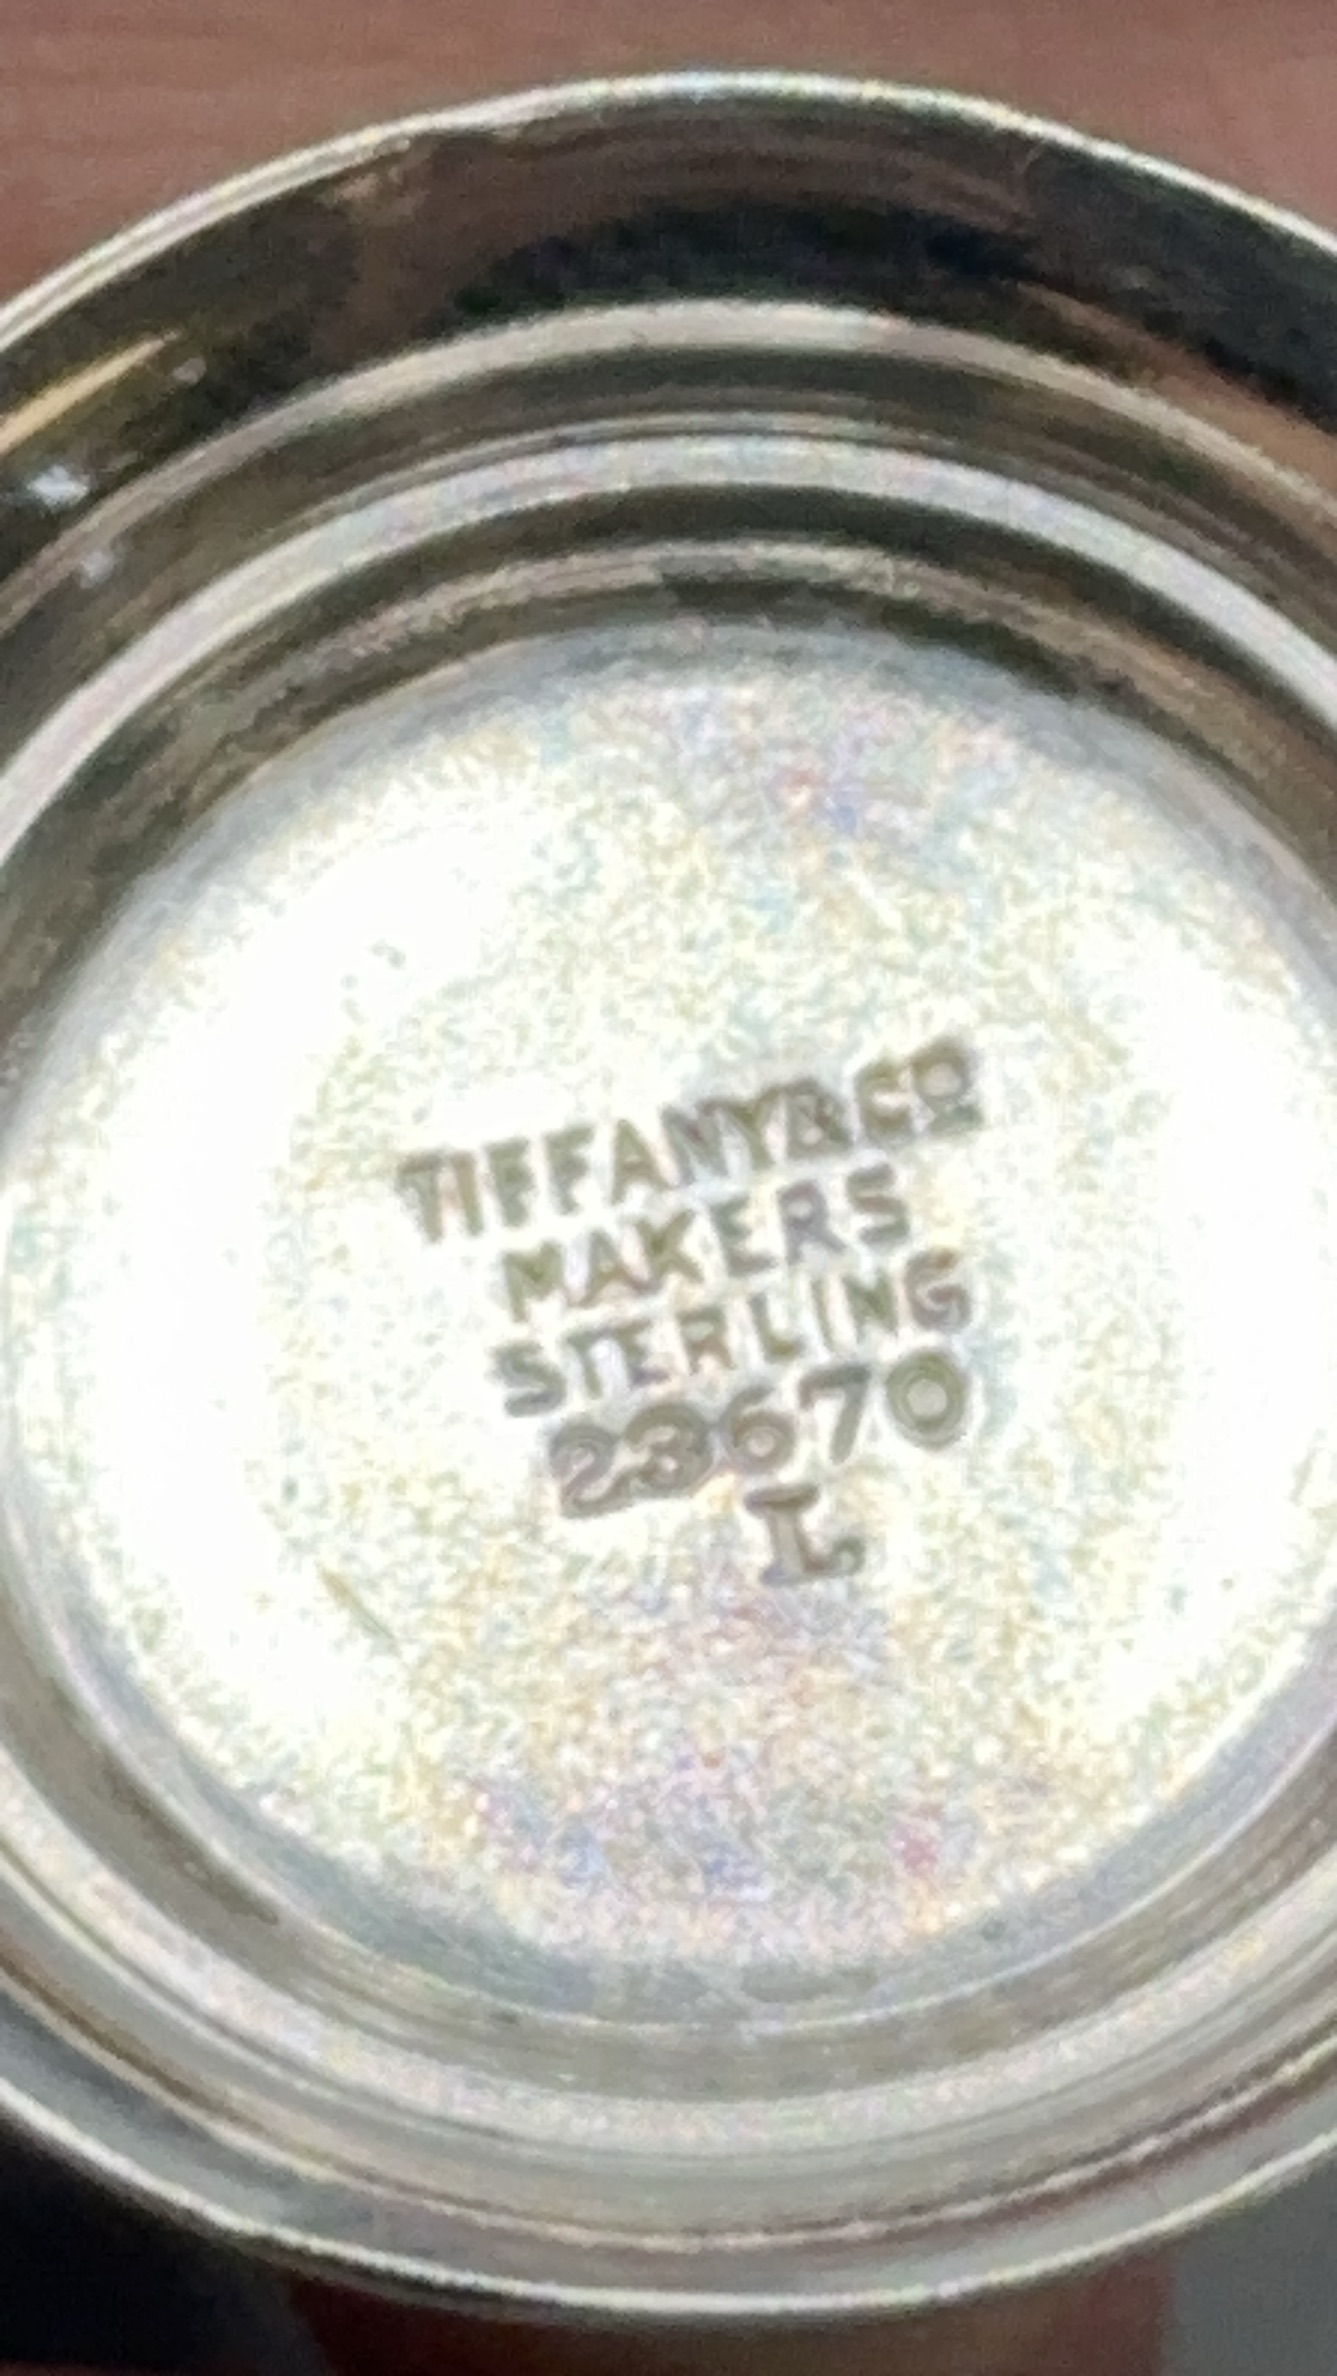 TIFFANY & CO
MAKERS
STERLING
23670
L